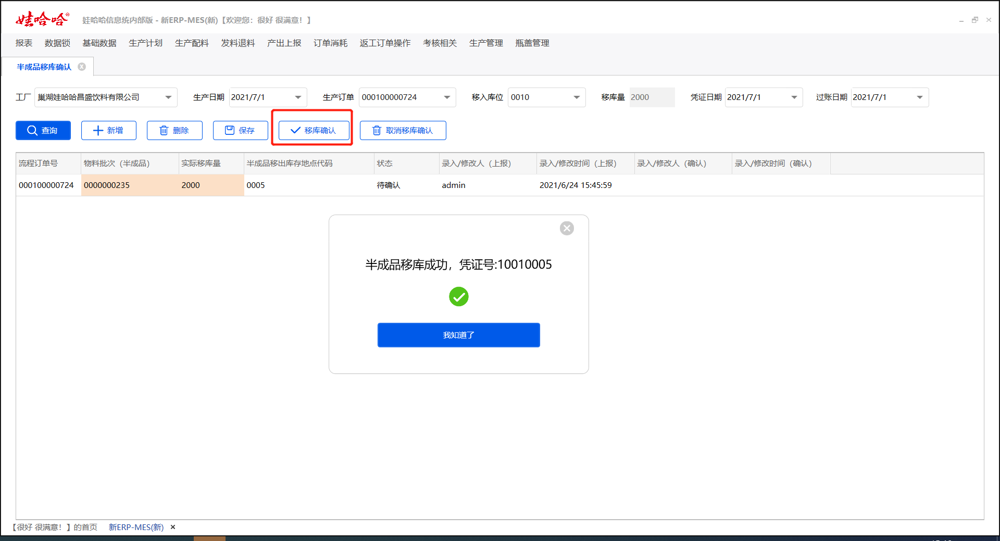 娃哈哈®
娃哈哈信息统内部版 - 新ERP-MES(新)【欢迎您：很好 很满意！】
报表 数据锁 基础数据 生产计划 生产配料 发料退料 产出上报 订单消耗 返工订单操作 考核相关 生产管理 瓶盖管理
半成品移库确认
工厂 巢湖娃哈哈昌盛饮料有限公司 生产日期 2021/7/1 生产订单 000100000724 移入库位 0010 移库量 2000 凭证日期 2021/7/1 过账日期 2021/7/1
查询 新增 删除 保存 移库确认 取消移库确认
流程订单号 物料批次（半成品） 实际移库量 半成品移出库存地点代码 状态 录入/修改人（上报） 录入/修改时间（上报） 录入/修改人（确认） 录入/修改时间（确认）
000100000724 0000000235 2000 0005 待确认 admin 2021/6/24 15:45:59
半成品移库成功，凭证号:10010005
我知道了
【很好 很满意！】的首页 新ERP-MES(新)